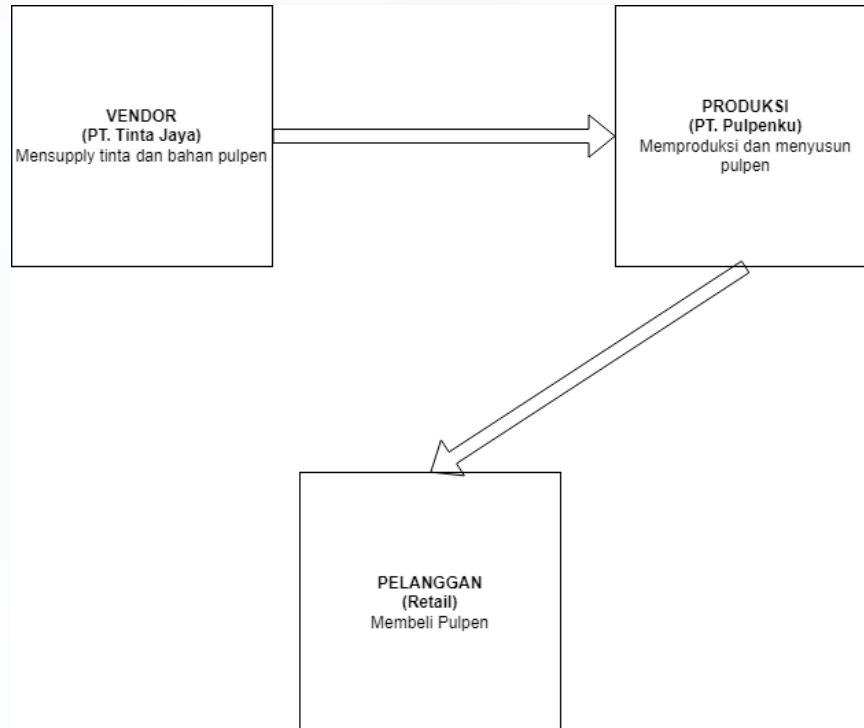 VENDOR
(PT. Tinta Jaya)
Mensupply tinta dan bahan pulpen
PRODUKSI
(PT. Pulpenku)
Memproduksi dan menyusun
pulpen
PELANGGAN
(Retail)
Membeli Pulpen